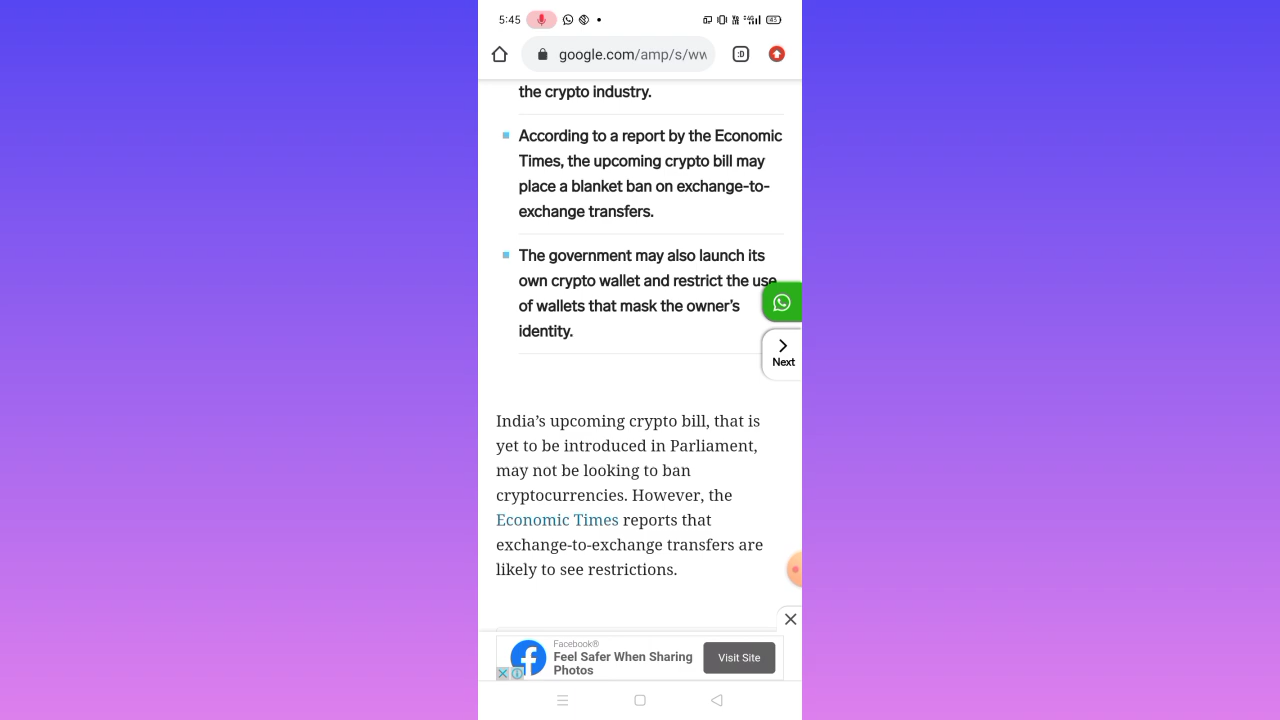 5:45
43
google.com/amp/s/ww
:D
the crypto industry.
According to a report by the Economic
Times, the upcoming crypto bill may
place a blanket ban on exchange-to-
exchange transfers.
The government may also launch its
own crypto wallet and restrict the use
of wallets that mask the owner's
identity.
Next
India's upcoming crypto bill, that is
yet to be introduced in Parliament,
may not be looking to ban
cryptocurrencies. However, the
Economic Times reports that
exchange-to-exchange transfers are
likely to see restrictions.
Facebook®
Feel Safer When Sharing
Photos
Visit Site